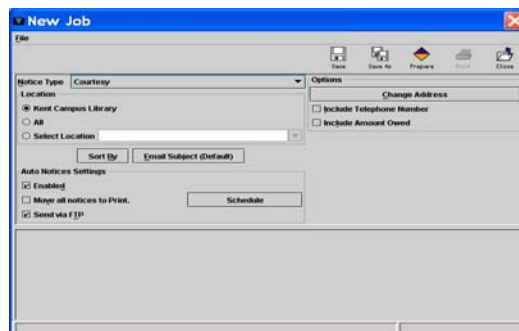 New Job
File
Save Save As Prepare Print Close
Notice Type Courtesy
Options
Location
Change Address
Kent Campus Library
Include Telephone Number
All
Include Amount Owed
Select Location
Sort By Email Subject (Default)
Auto Notices Settings
Enabled
Move all notices to Print. Schedule
Send via FTP